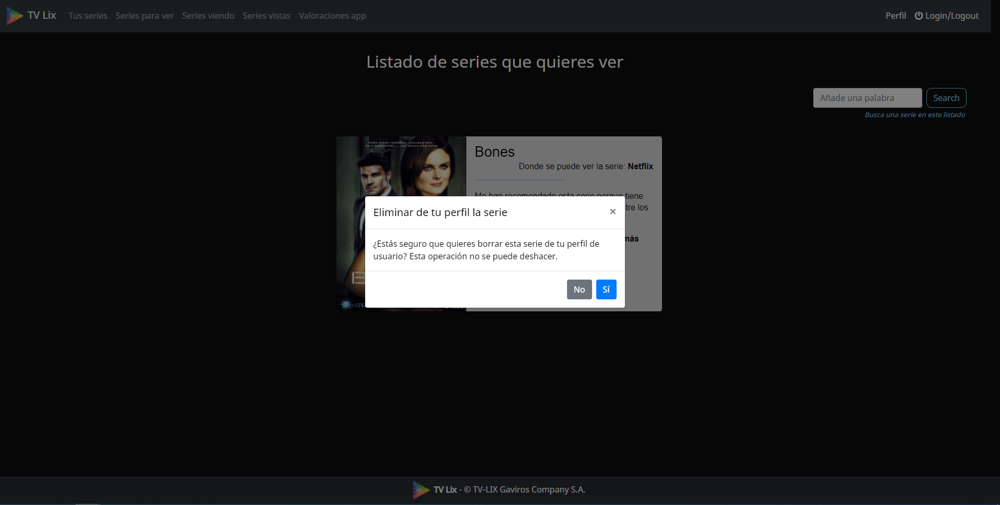 TV Lix Tus series Series para ver Series viendo Series vistas Valoraciones app Perfil Login/Logout
Listado de series que quieres ver
Añade una palabra Search
Busca una serie en este listado
Bones
Donde se puede ver la serie: Netflix
Me han recomendado esta serie porque tiene
tre los
más
Eliminar de tu perfil la serie ×
¿Estás seguro que quieres borrar esta serie de tu perfil de
usuario? Esta operación no se puede deshacer.
No Sí
TV Lix - © TV-LIX Gaviros Company S.A.